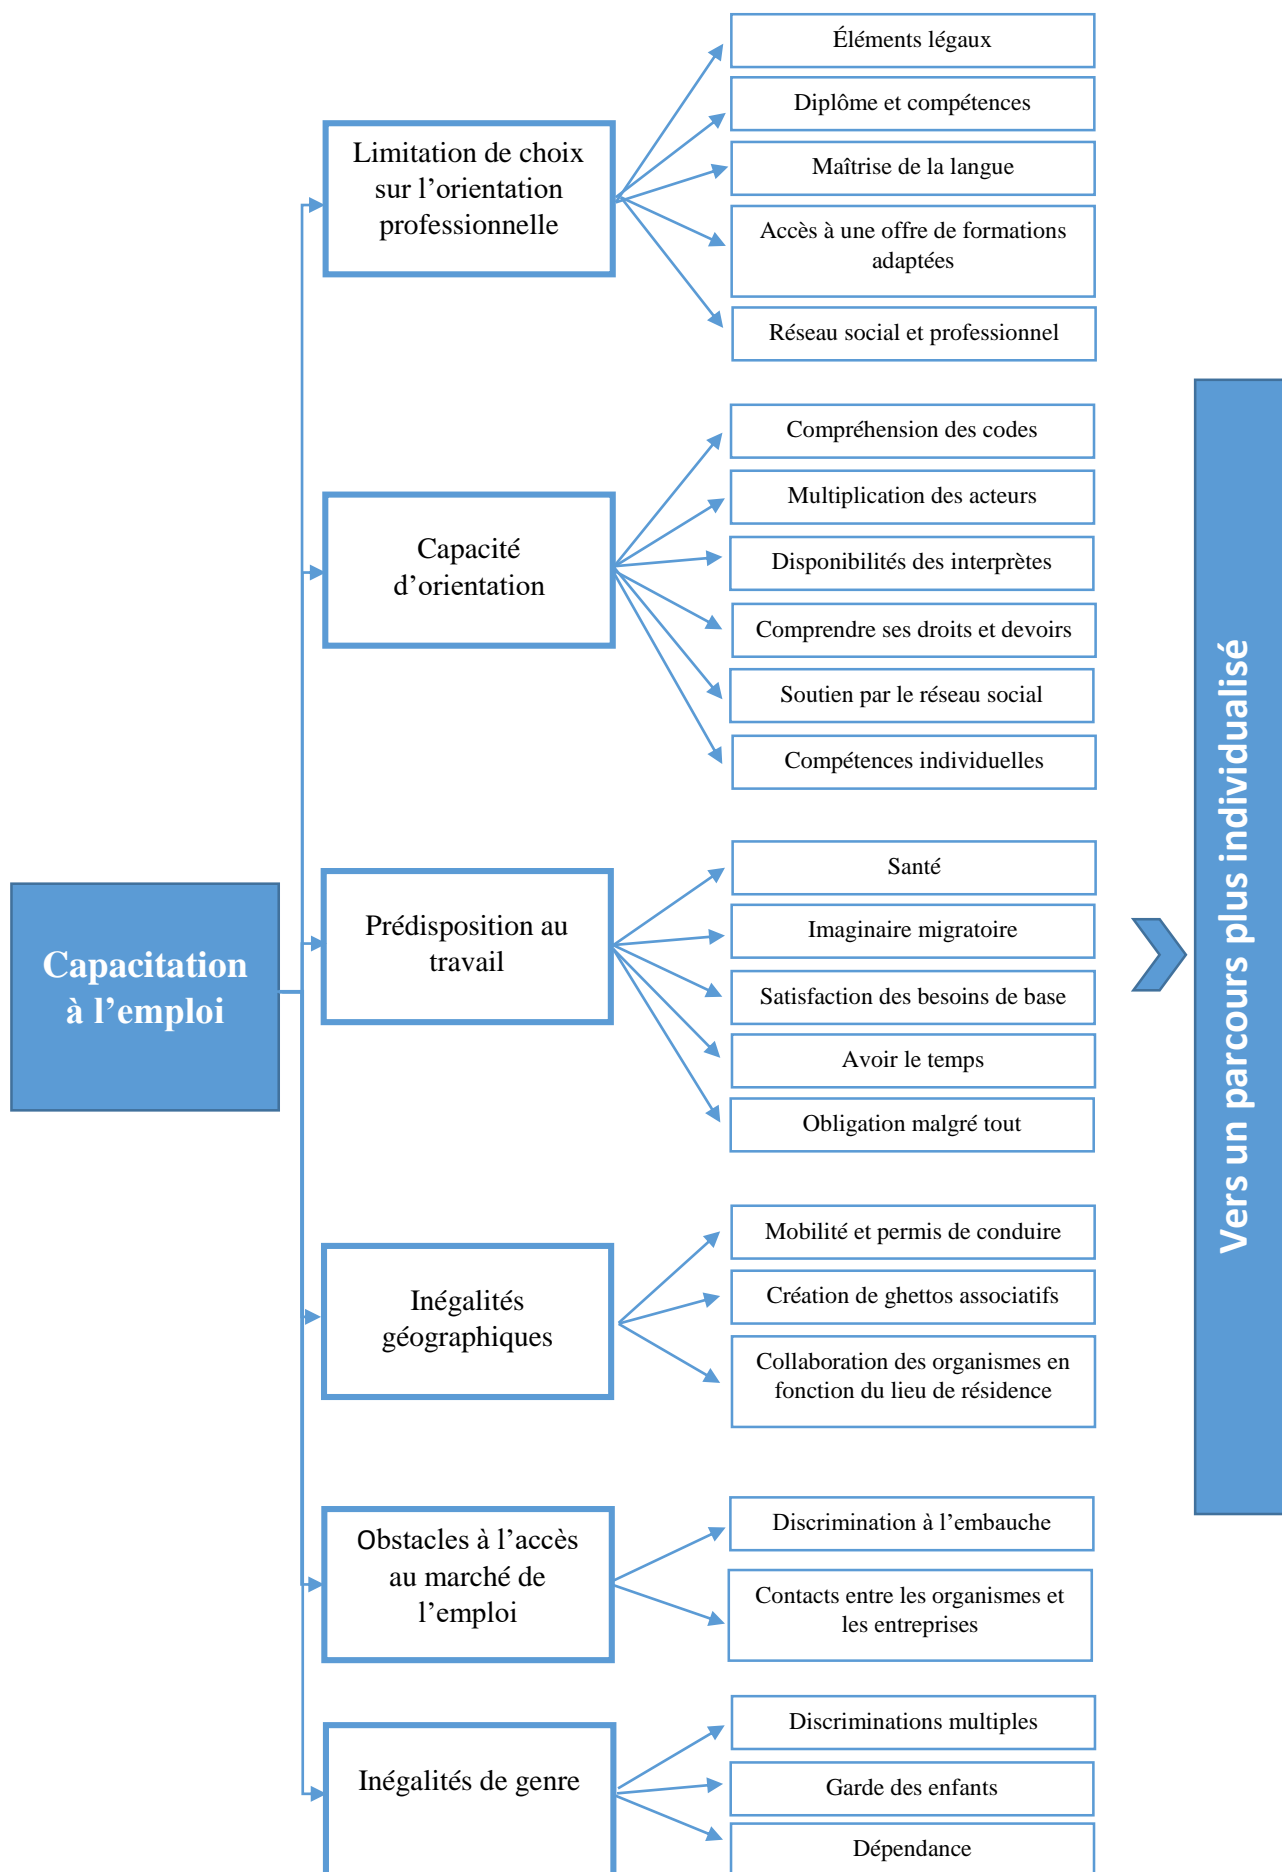 Capacitation
à l’emploi
Limitation de choix
sur l’orientation
professionnelle
Éléments légaux
Diplôme et compétences
Maîtrise de la langue
Accès à une offre de formations
adaptées
Réseau social et professionnel
Capacité
d’orientation
Compréhension des codes
Multiplication des acteurs
Disponibilités des interprètes
Comprendre ses droits et devoirs
Soutien par le réseau social
Compétences individuelles
Prédisposition au
travail
Santé
Imaginaire migratoire
Satisfaction des besoins de base
Avoir le temps
Obligation malgré tout
Inégalités
géographiques
Mobilité et permis de conduire
Création de ghettos associatifs
Collaboration des organismes en
fonction du lieu de résidence
Obstacles à l’accès
au marché de
l’emploi
Discrimination à l’embauche
Contacts entre les organismes et
les entreprises
Inégalités de genre
Discriminations multiples
Garde des enfants
Dépendance
Vers un parcours plus individualisé